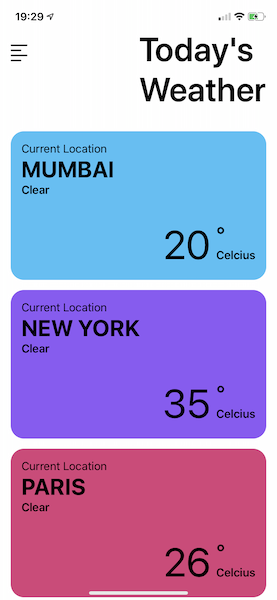 19:29
Today's
Weather
Current Location
MUMBAI
Clear
20 °
Celcius
Current Location
NEW YORK
Clear
35 °
Celcius
Current Location
PARIS
Clear
26 °
Celcius